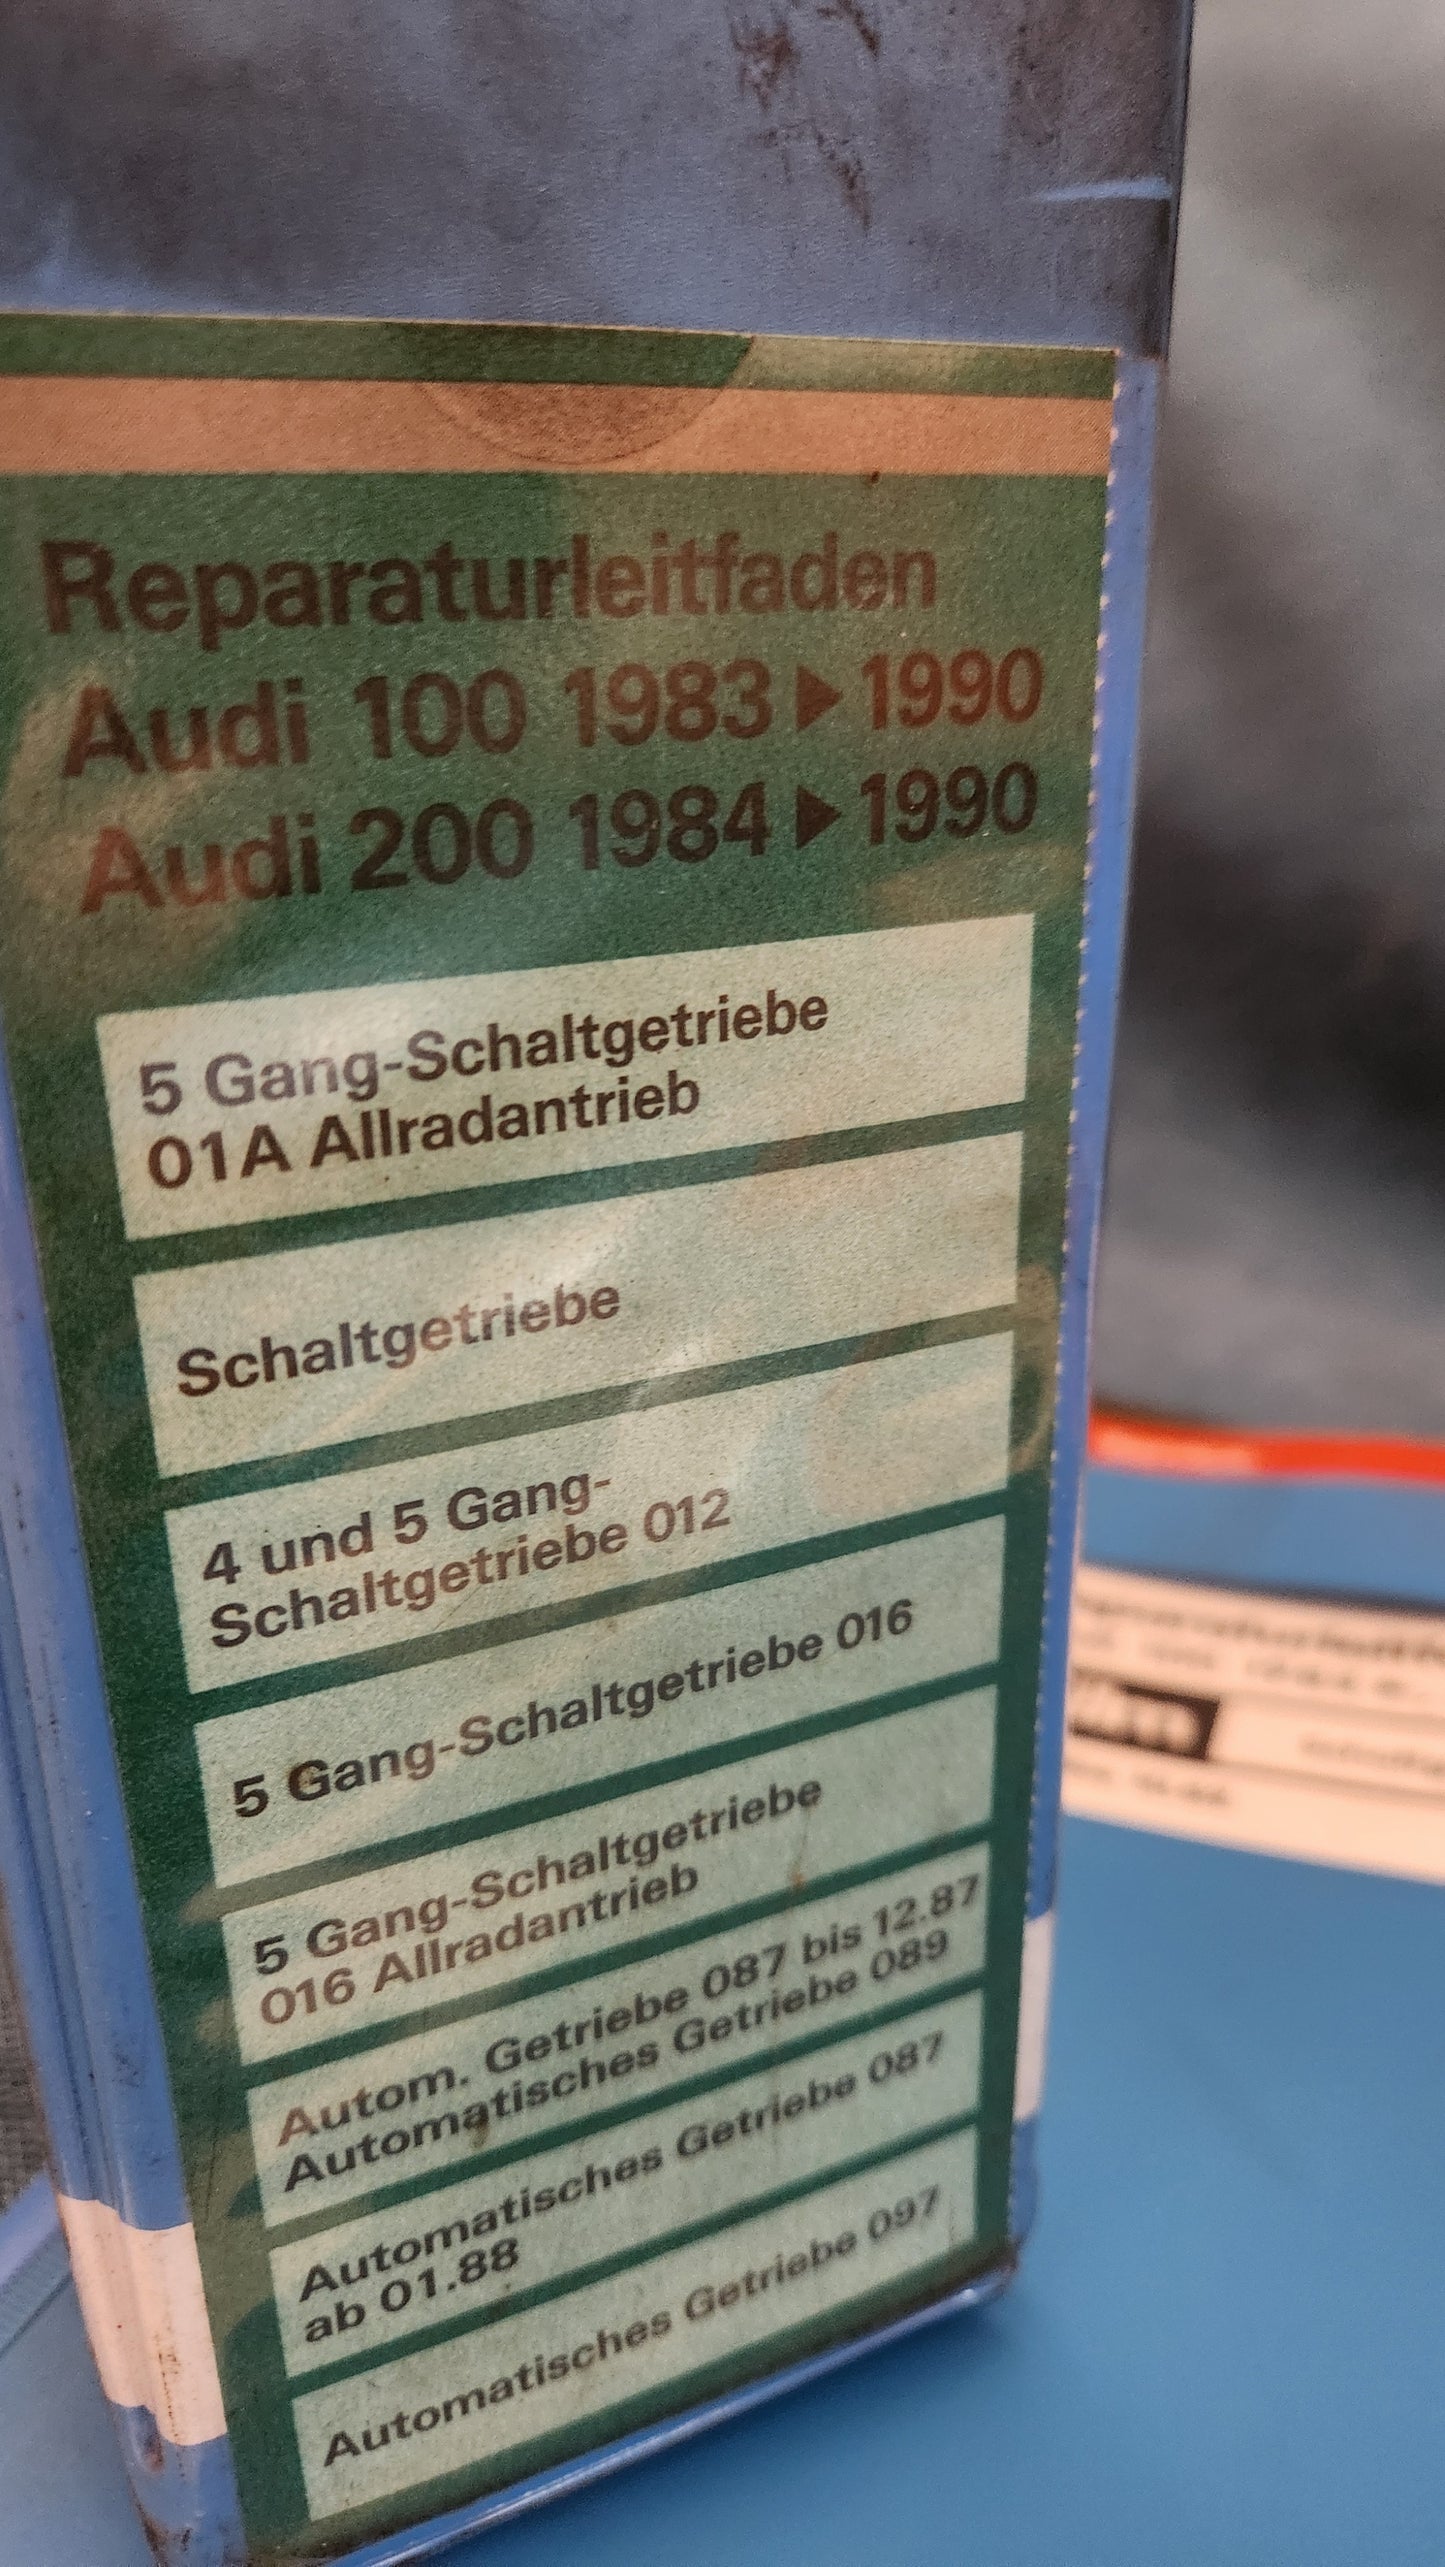 Reparaturleitfaden
Audi 100 1983▶1990
Audi 200 1984▶1990
5 Gang-Schaltgetriebe
01A Allradantrieb
Schaltgetriebe
4 und 5 Gang-
Schaltgetriebe 012
5 Gang-Schaltgetriebe 016
5 Gang-Schaltgetriebe
016 Allradantrieb
Autom. Getriebe 087 bis 12.87
Automatisches Getriebe 089
Automatisches Getriebe 087
ab 01.88
Automatisches Getriebe 097